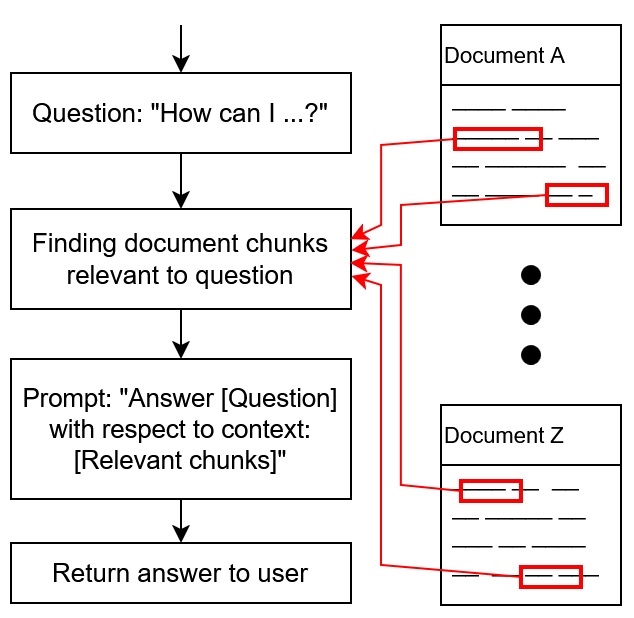 Question: "How can I ...?"
Finding document chunks
relevant to question
Prompt: "Answer [Question]
with respect to context:
[Relevant chunks]"
Return answer to user
Document A
Document Z